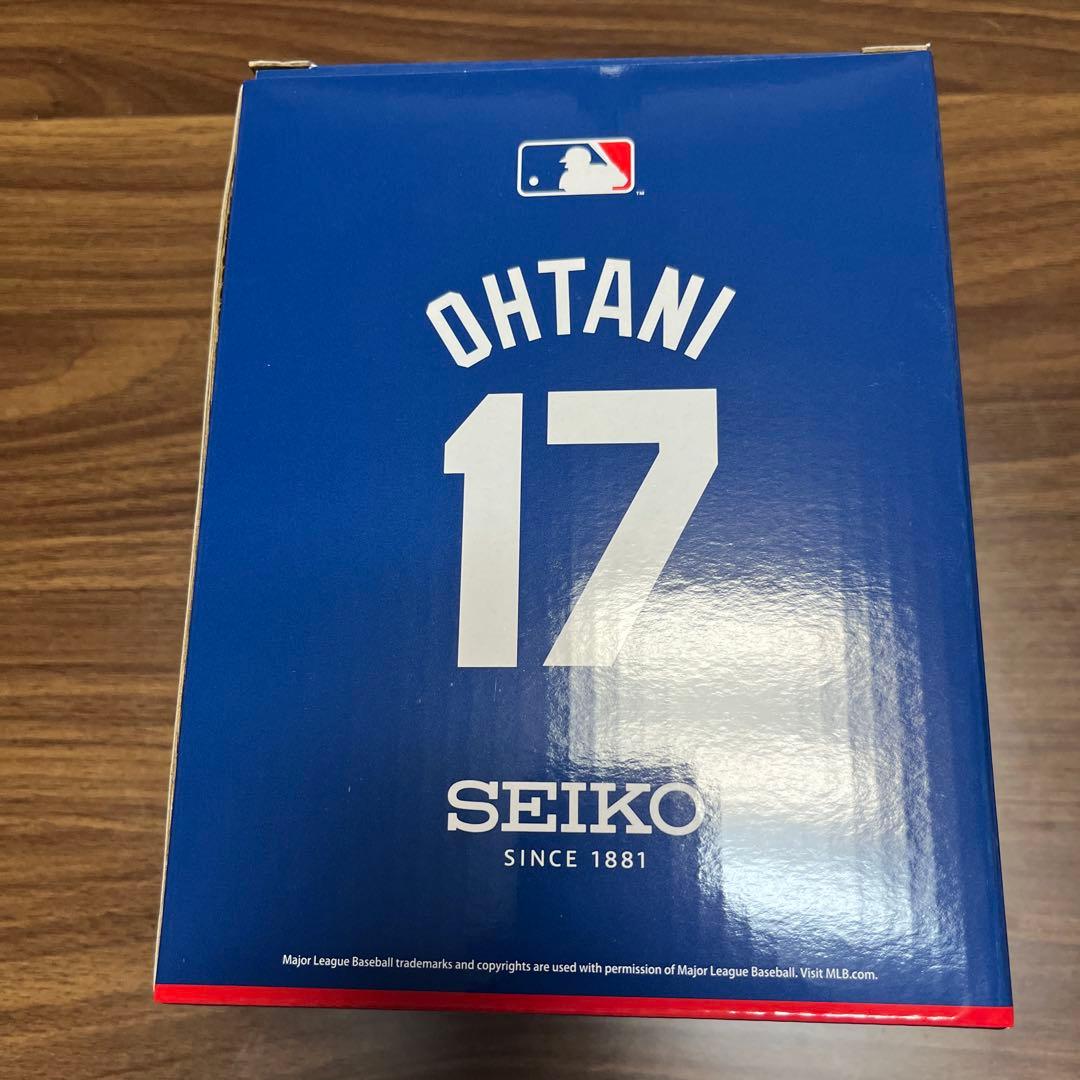 TM
OHTANI
17
SEIKO
SINCE 1881
Major League Baseball trademarks and copyrights are used with permission of Major League Baseball. Visit MLB.com.